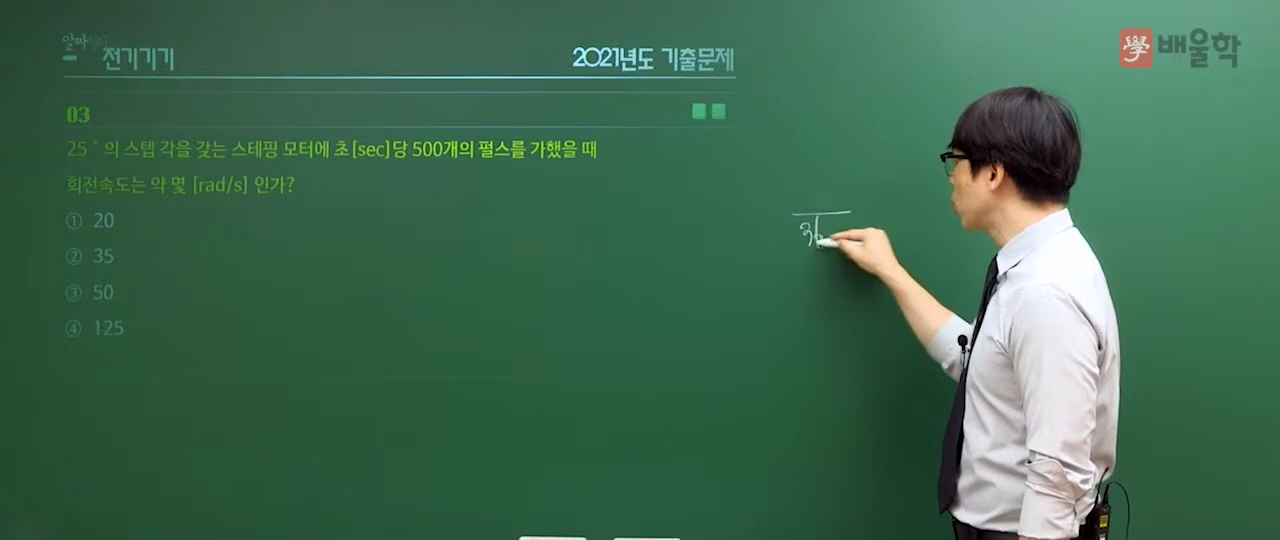 알짜
전기기기
2021년도 기출문제
學 배울학
03
25˚의 스텝 각을 갖는 스테핑 모터에 초[sec]당 500개의 펄스를 가했을 때
회전속도는 약 몇 [rad/s] 인가?
① 20
② 35
③ 50
④ 125
36